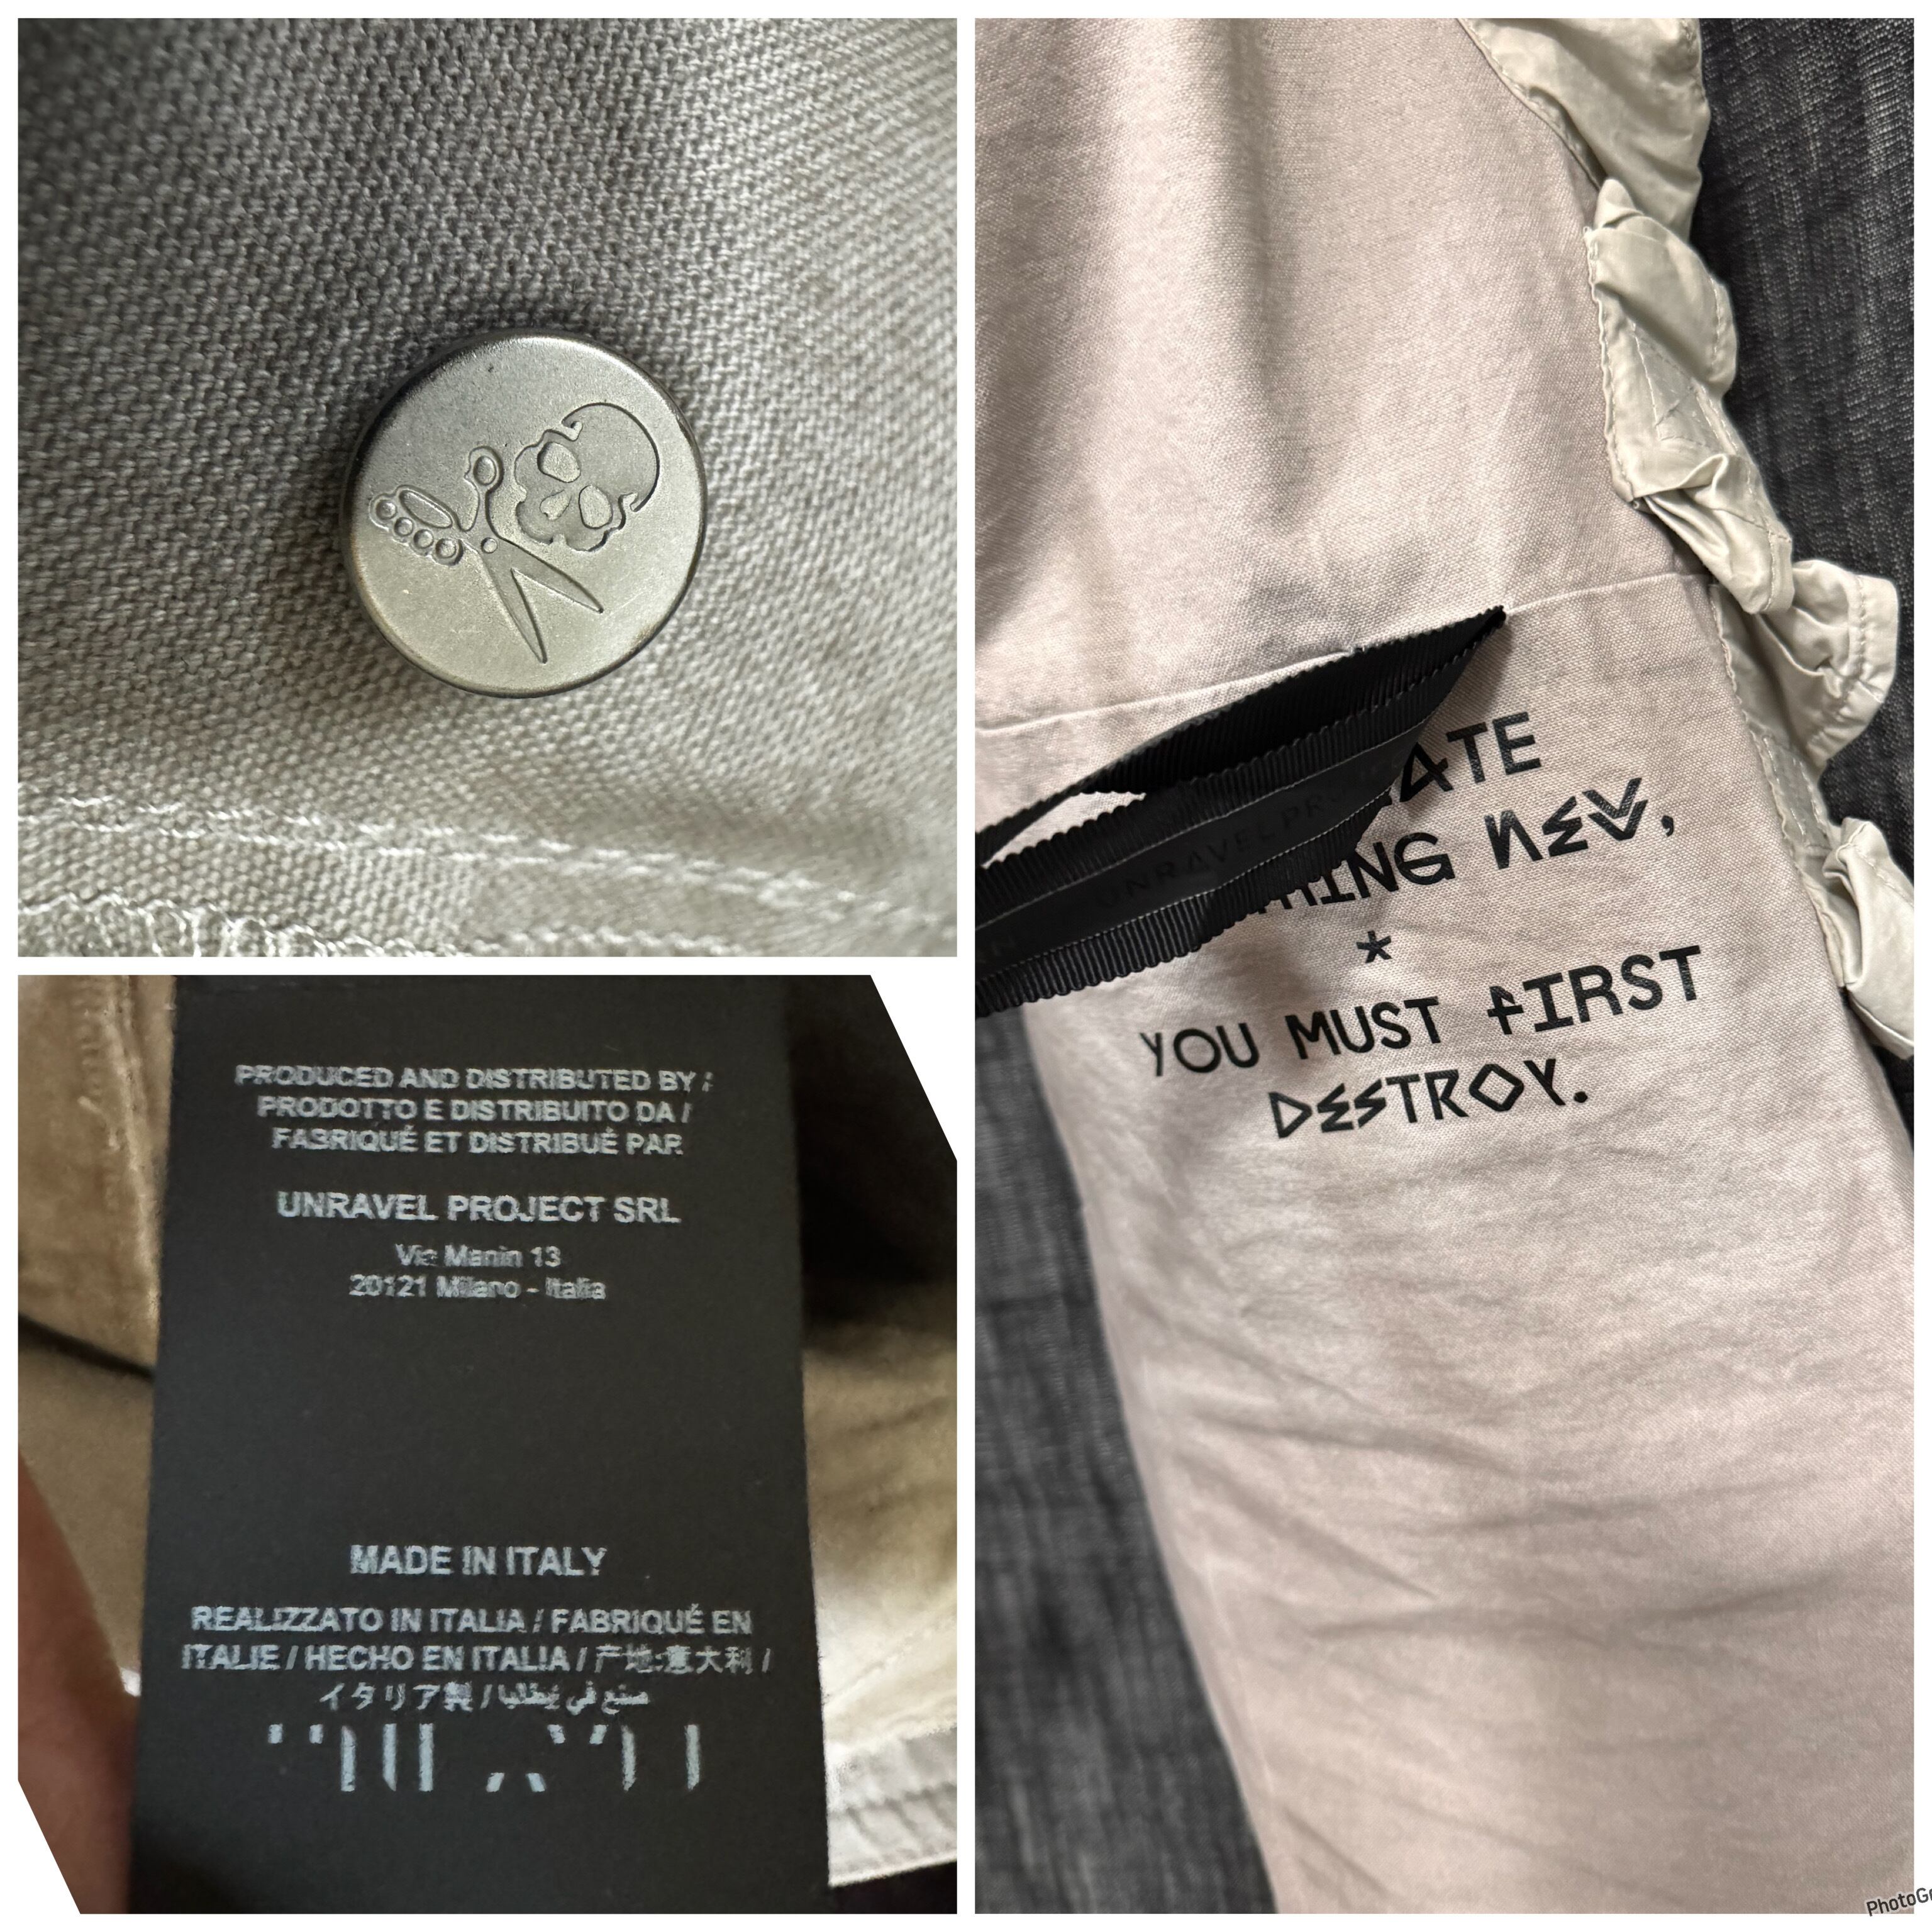 PRODUCED AND DISTRIBUTED BY /
PRODOTTO E DISTRIBUITO DA /
FABRIQUÉ ET DISTRIBUÉ PAR
UNRAVEL PROJECT SRL
Via Manin 13
20121 Milano - Italia
MADE IN ITALY
REALIZZATO IN ITALIA / FABRIQUÉ EN
ITALIE / HECHO EN ITALIA / 产地:意大利 /
イタリア製 / صنع في إيطاليا
UNRAVEL
NEW,
*
YOU MUST FIRST
DESTROY.